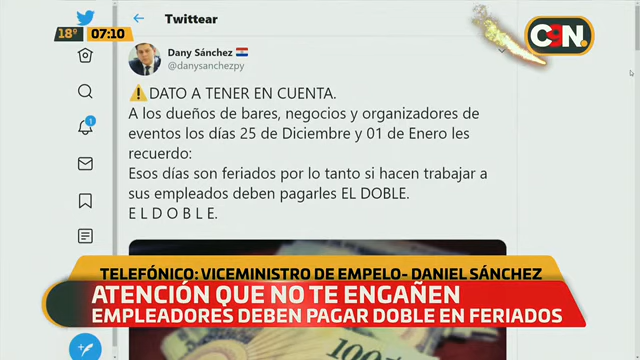 18º 07:10
Twittear
C9N.
Dany Sánchez
@danysanchezpy
DATO A TENER EN CUENTA.
A los dueños de bares, negocios y organizadores de
eventos los días 25 de Diciembre y 01 de Enero les
recuerdo:
Esos días son feriados por lo tanto si hacen trabajar a
sus empleados deben pagarles EL DOBLE.
E L D O B L E.
1
TELEFÓNICO: VICEMINISTRO DE EMPELO- DANIEL SÁNCHEZ
ATENCIÓN QUE NO TE ENGAÑEN
EMPLEADORES DEBEN PAGAR DOBLE EN FERIADOS